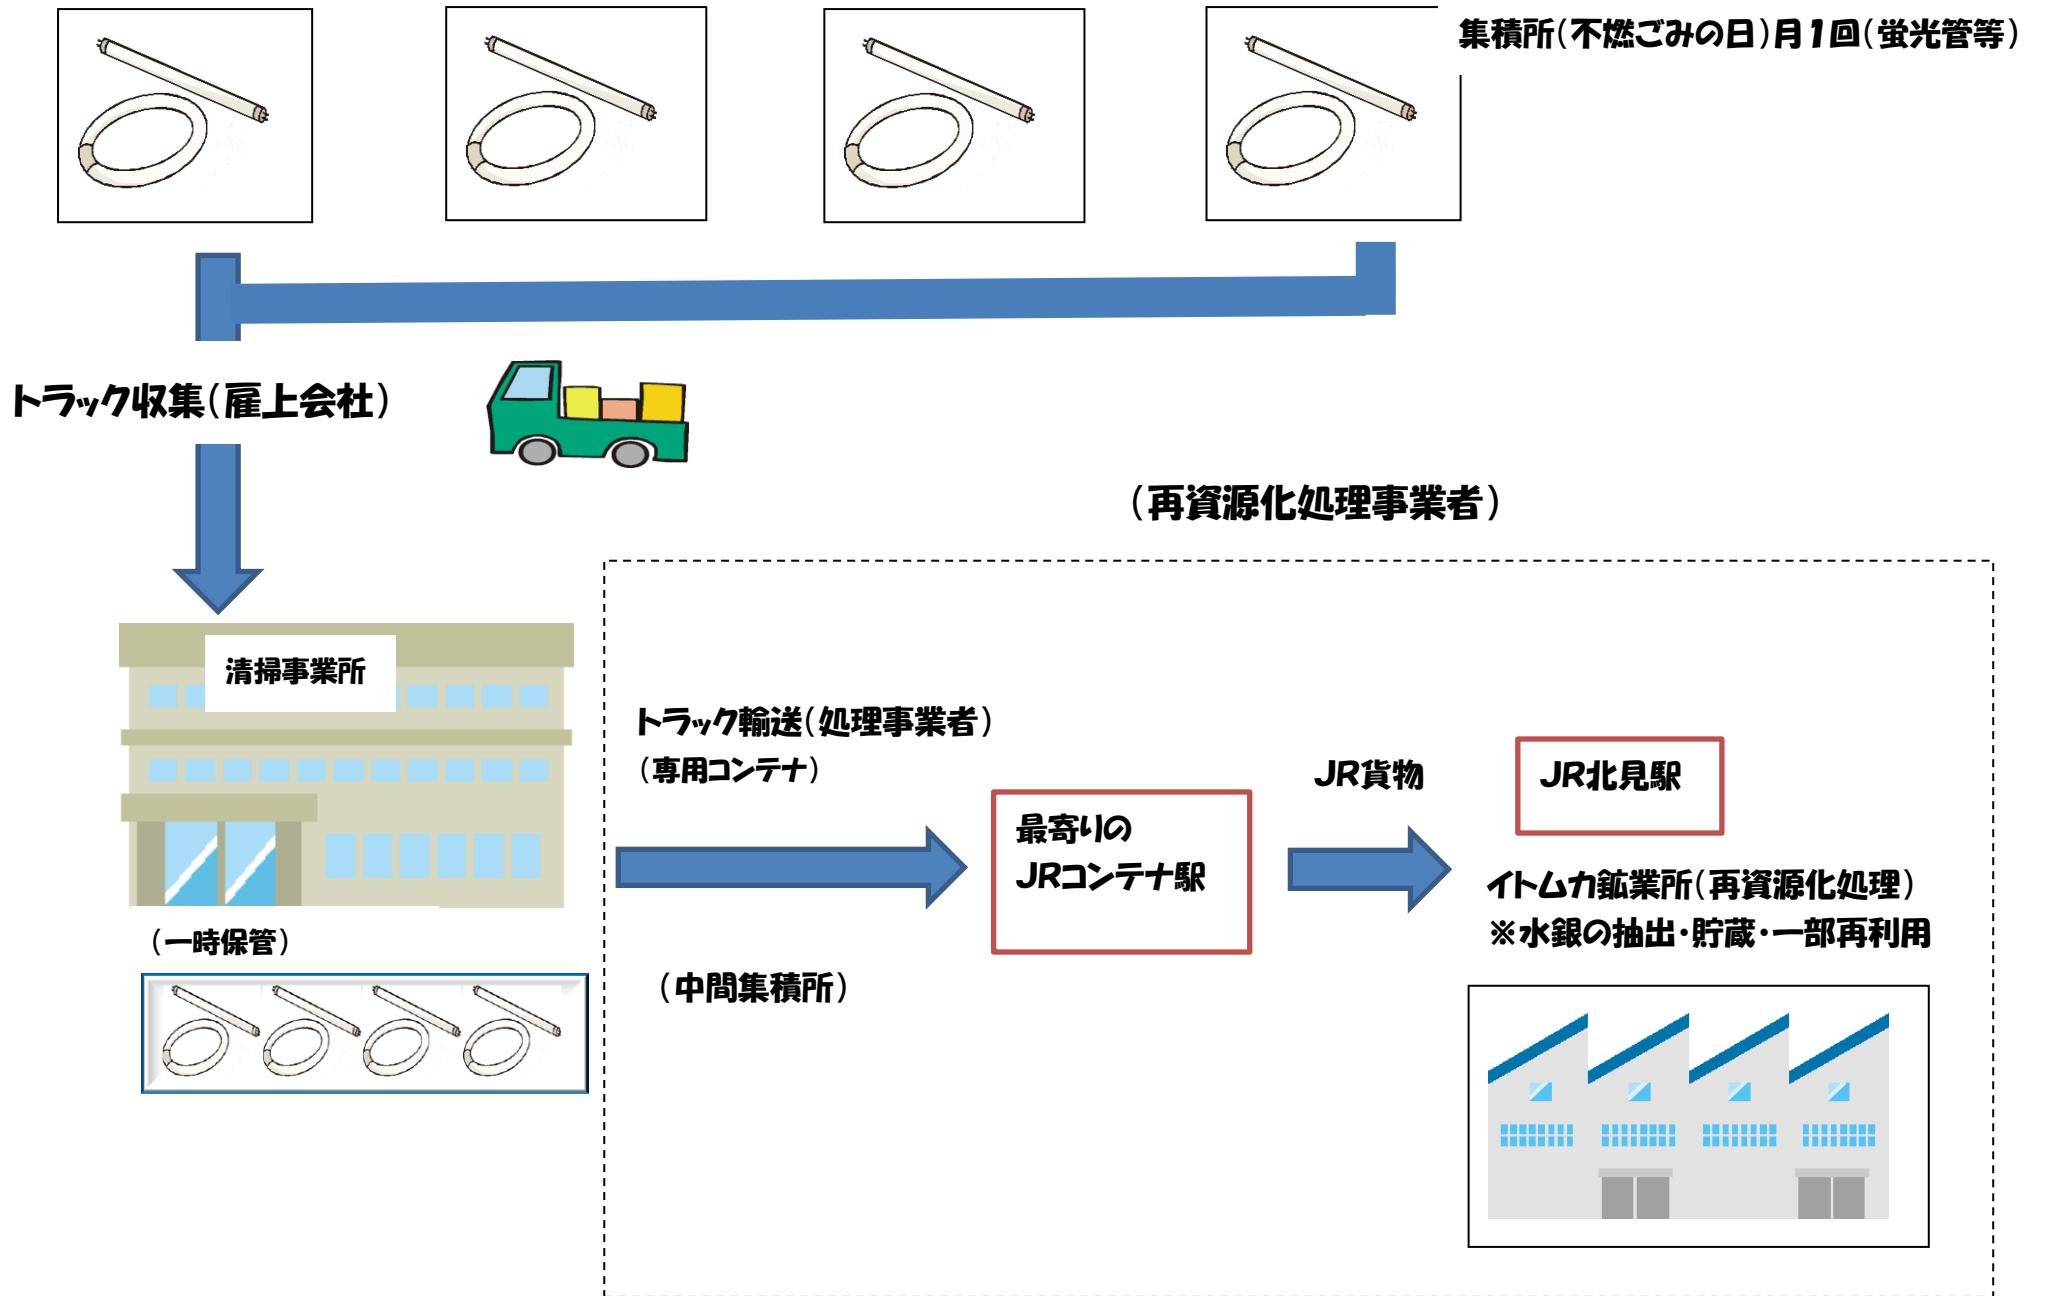 集積所(不燃ごみの日)月1回(蛍光管等)
トラック収集(雇上会社)
(再資源化処理事業者)
清掃事業所
トラック輸送(処理事業者)
(専用コンテナ)
最寄りの
JRコンテナ駅
JR貨物
JR北見駅
イトムカ鉱業所(再資源化処理)
※水銀の抽出・貯蔵・一部再利用
(一時保管)
(中間集積所)